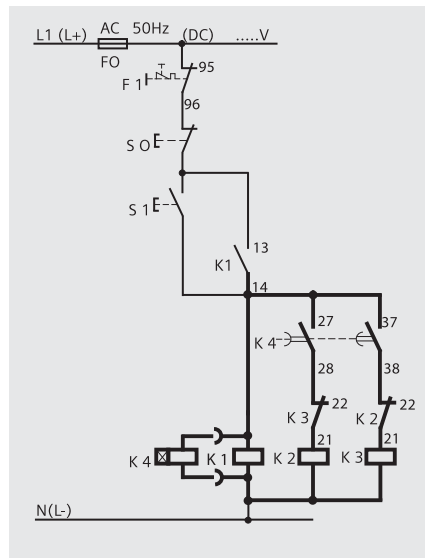 AC 50Hz
L1 (L+) (DC) .....V
FO
95
F 1
96
S O
S 1
13
K1
14
27 37
K 4
28 38
K 3 22 K 2 22
21 21
K 4 K 1 K 2 K 3
N(L-)